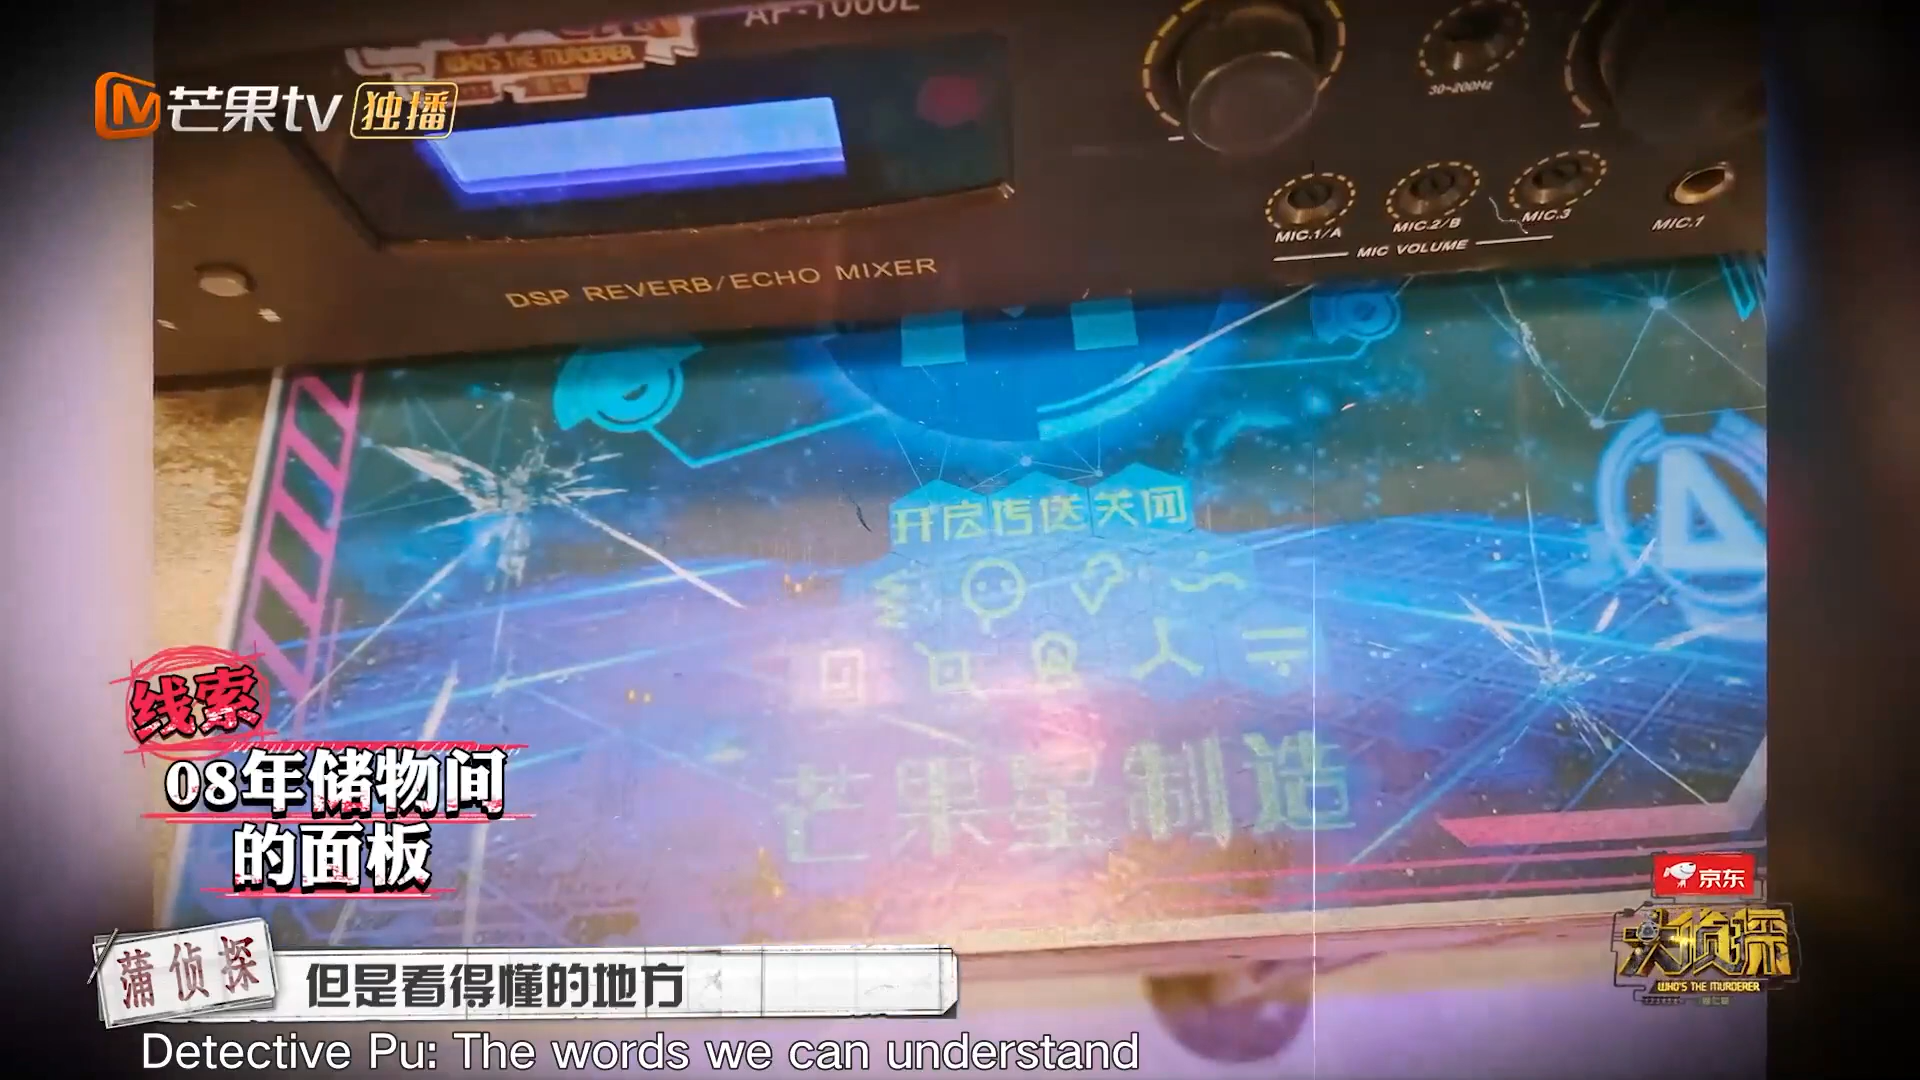 AP-1000E
WHO'S THE MURDERER
芒果tv 独播
30~200Hz
MIC.1/A MIC.2/B MIC.3 MIC.1
MIC VOLUME
DSP REVERB/ECHO MIXER
开启 传送 关闭
芒果星制造
线索
08年储物间
的面板
京东
大侦探
WHO'S THE MURDERER
蒲侦探
但是看得懂的地方
Detective Pu: The words we can understand